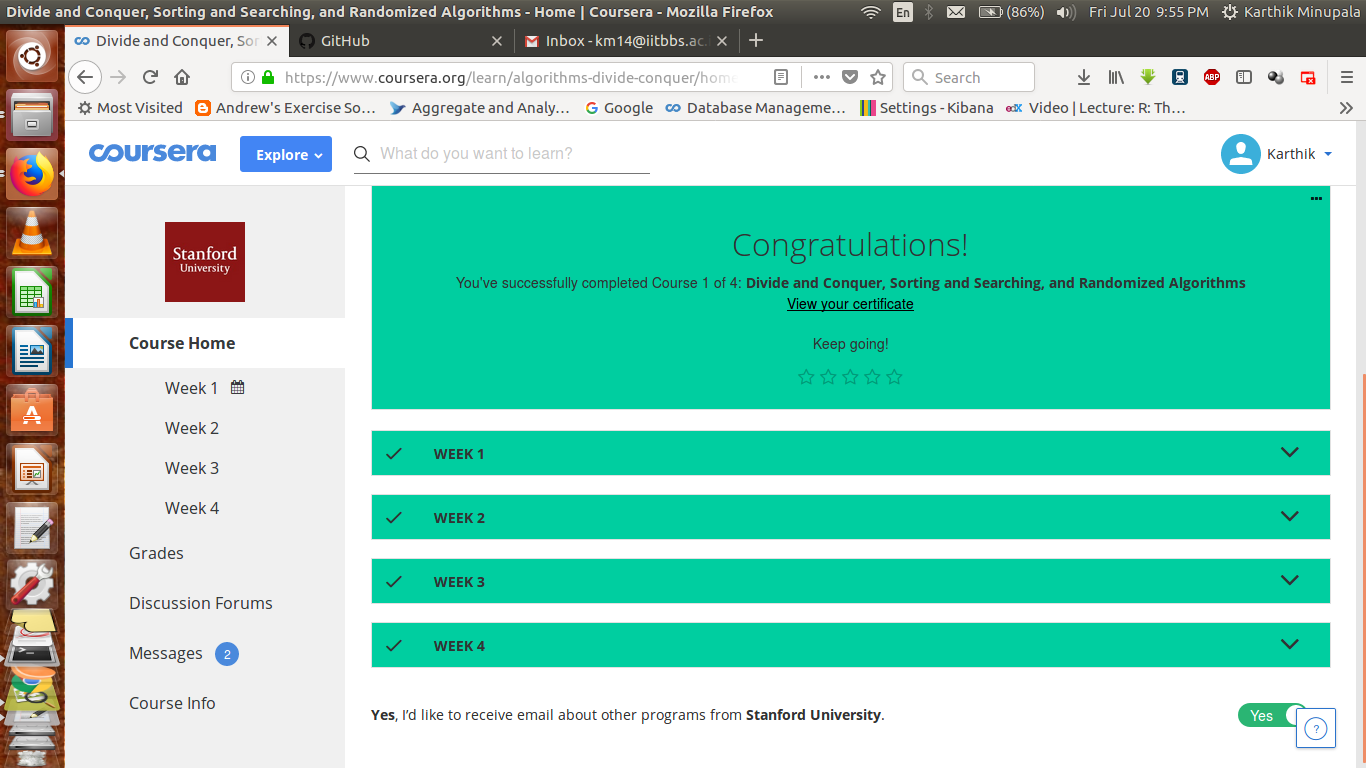 Divide and Conquer, Sorting and Searching, and Randomized Algorithms - Home | Coursera - Mozilla Firefox
En
(86%)
Fri Jul 20 9:55 PM
Karthik Minupala
Divide and Conquer, Sor
GitHub
Inbox - km14@iitbbs.ac.
https://www.coursera.org/learn/algorithms-divide-conquer/home
Search
ABP
Most Visited
Andrew's Exercise So…
Aggregate and Analy…
Google
Database Manageme…
Settings - Kibana
edX
Video | Lecture: R: Th…
coursera
Explore
What do you want to learn?
Karthik
Stanford
University
Course Home
Week 1
Week 2
Week 3
Week 4
Grades
Discussion Forums
Messages 2
Course Info
Congratulations!
You've successfully completed Course 1 of 4: Divide and Conquer, Sorting and Searching, and Randomized Algorithms
View your certificate
Keep going!
WEEK 1
WEEK 2
WEEK 3
WEEK 4
Yes, I'd like to receive email about other programs from Stanford University.
Yes
?